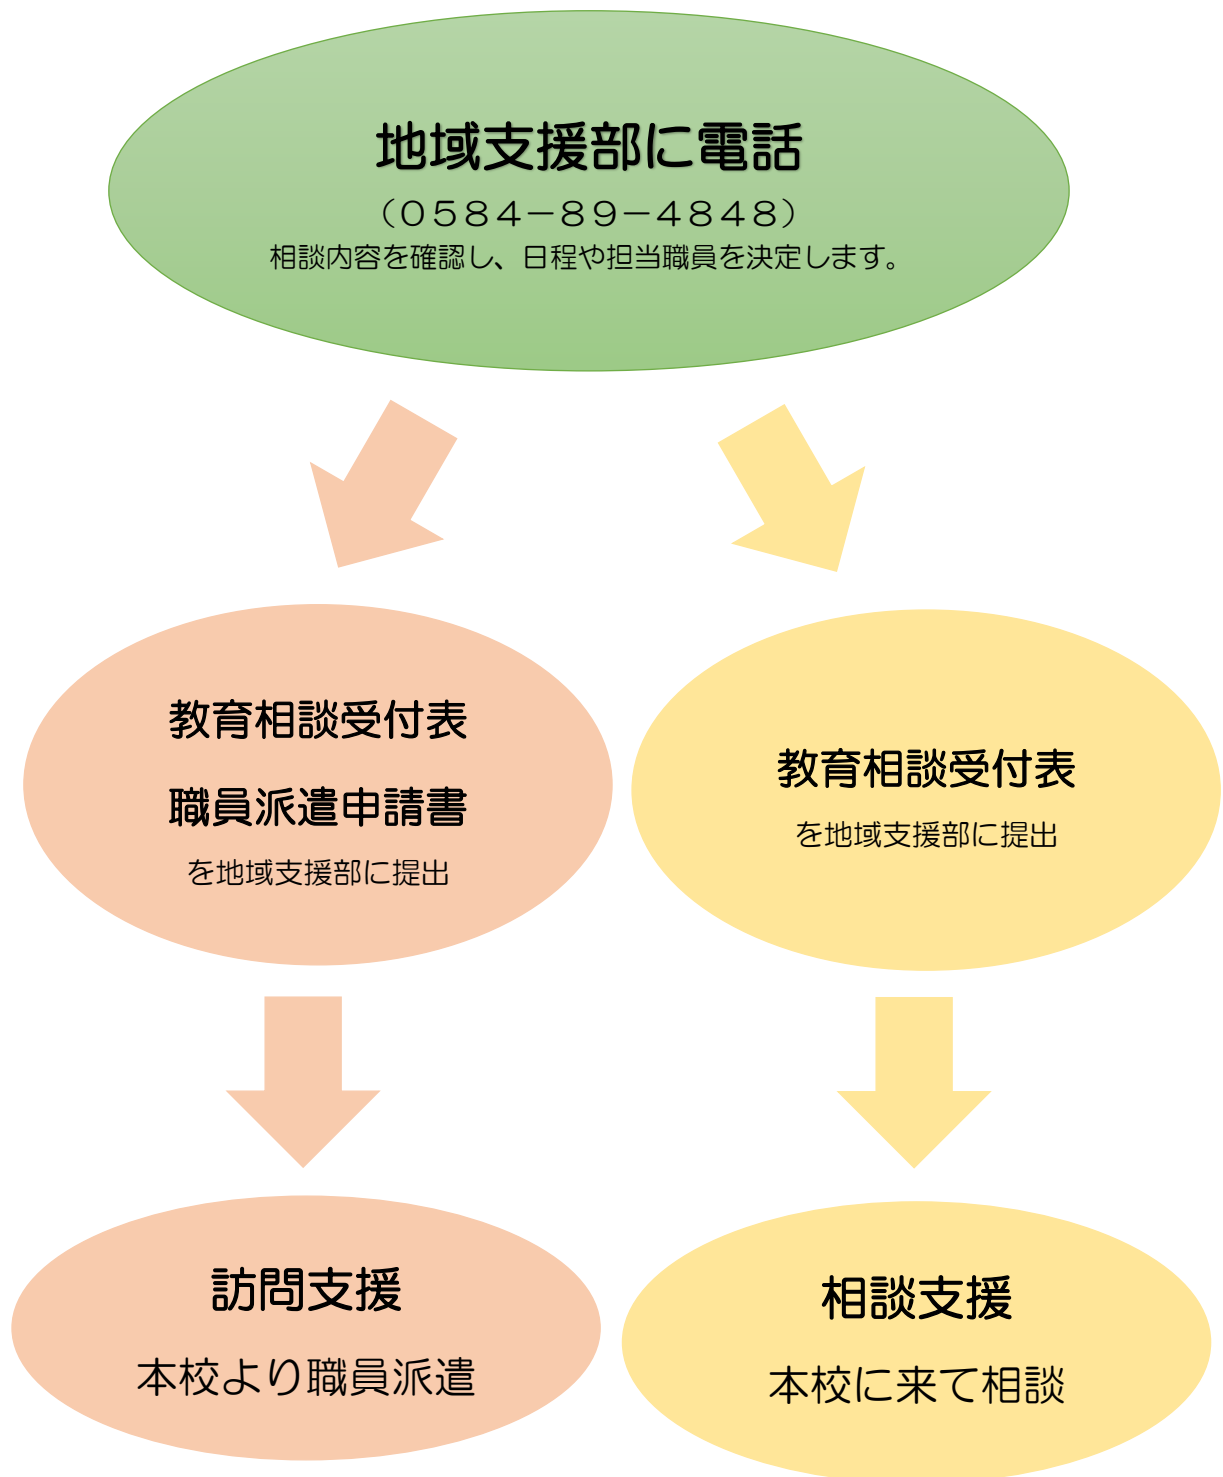 地域支援部に電話
（０５８４－８９－４８４８）
相談内容を確認し、日程や担当職員を決定します。
教育相談受付表
職員派遣申請書
を地域支援部に提出
教育相談受付表
を地域支援部に提出
訪問支援
本校より職員派遣
相談支援
本校に来て相談